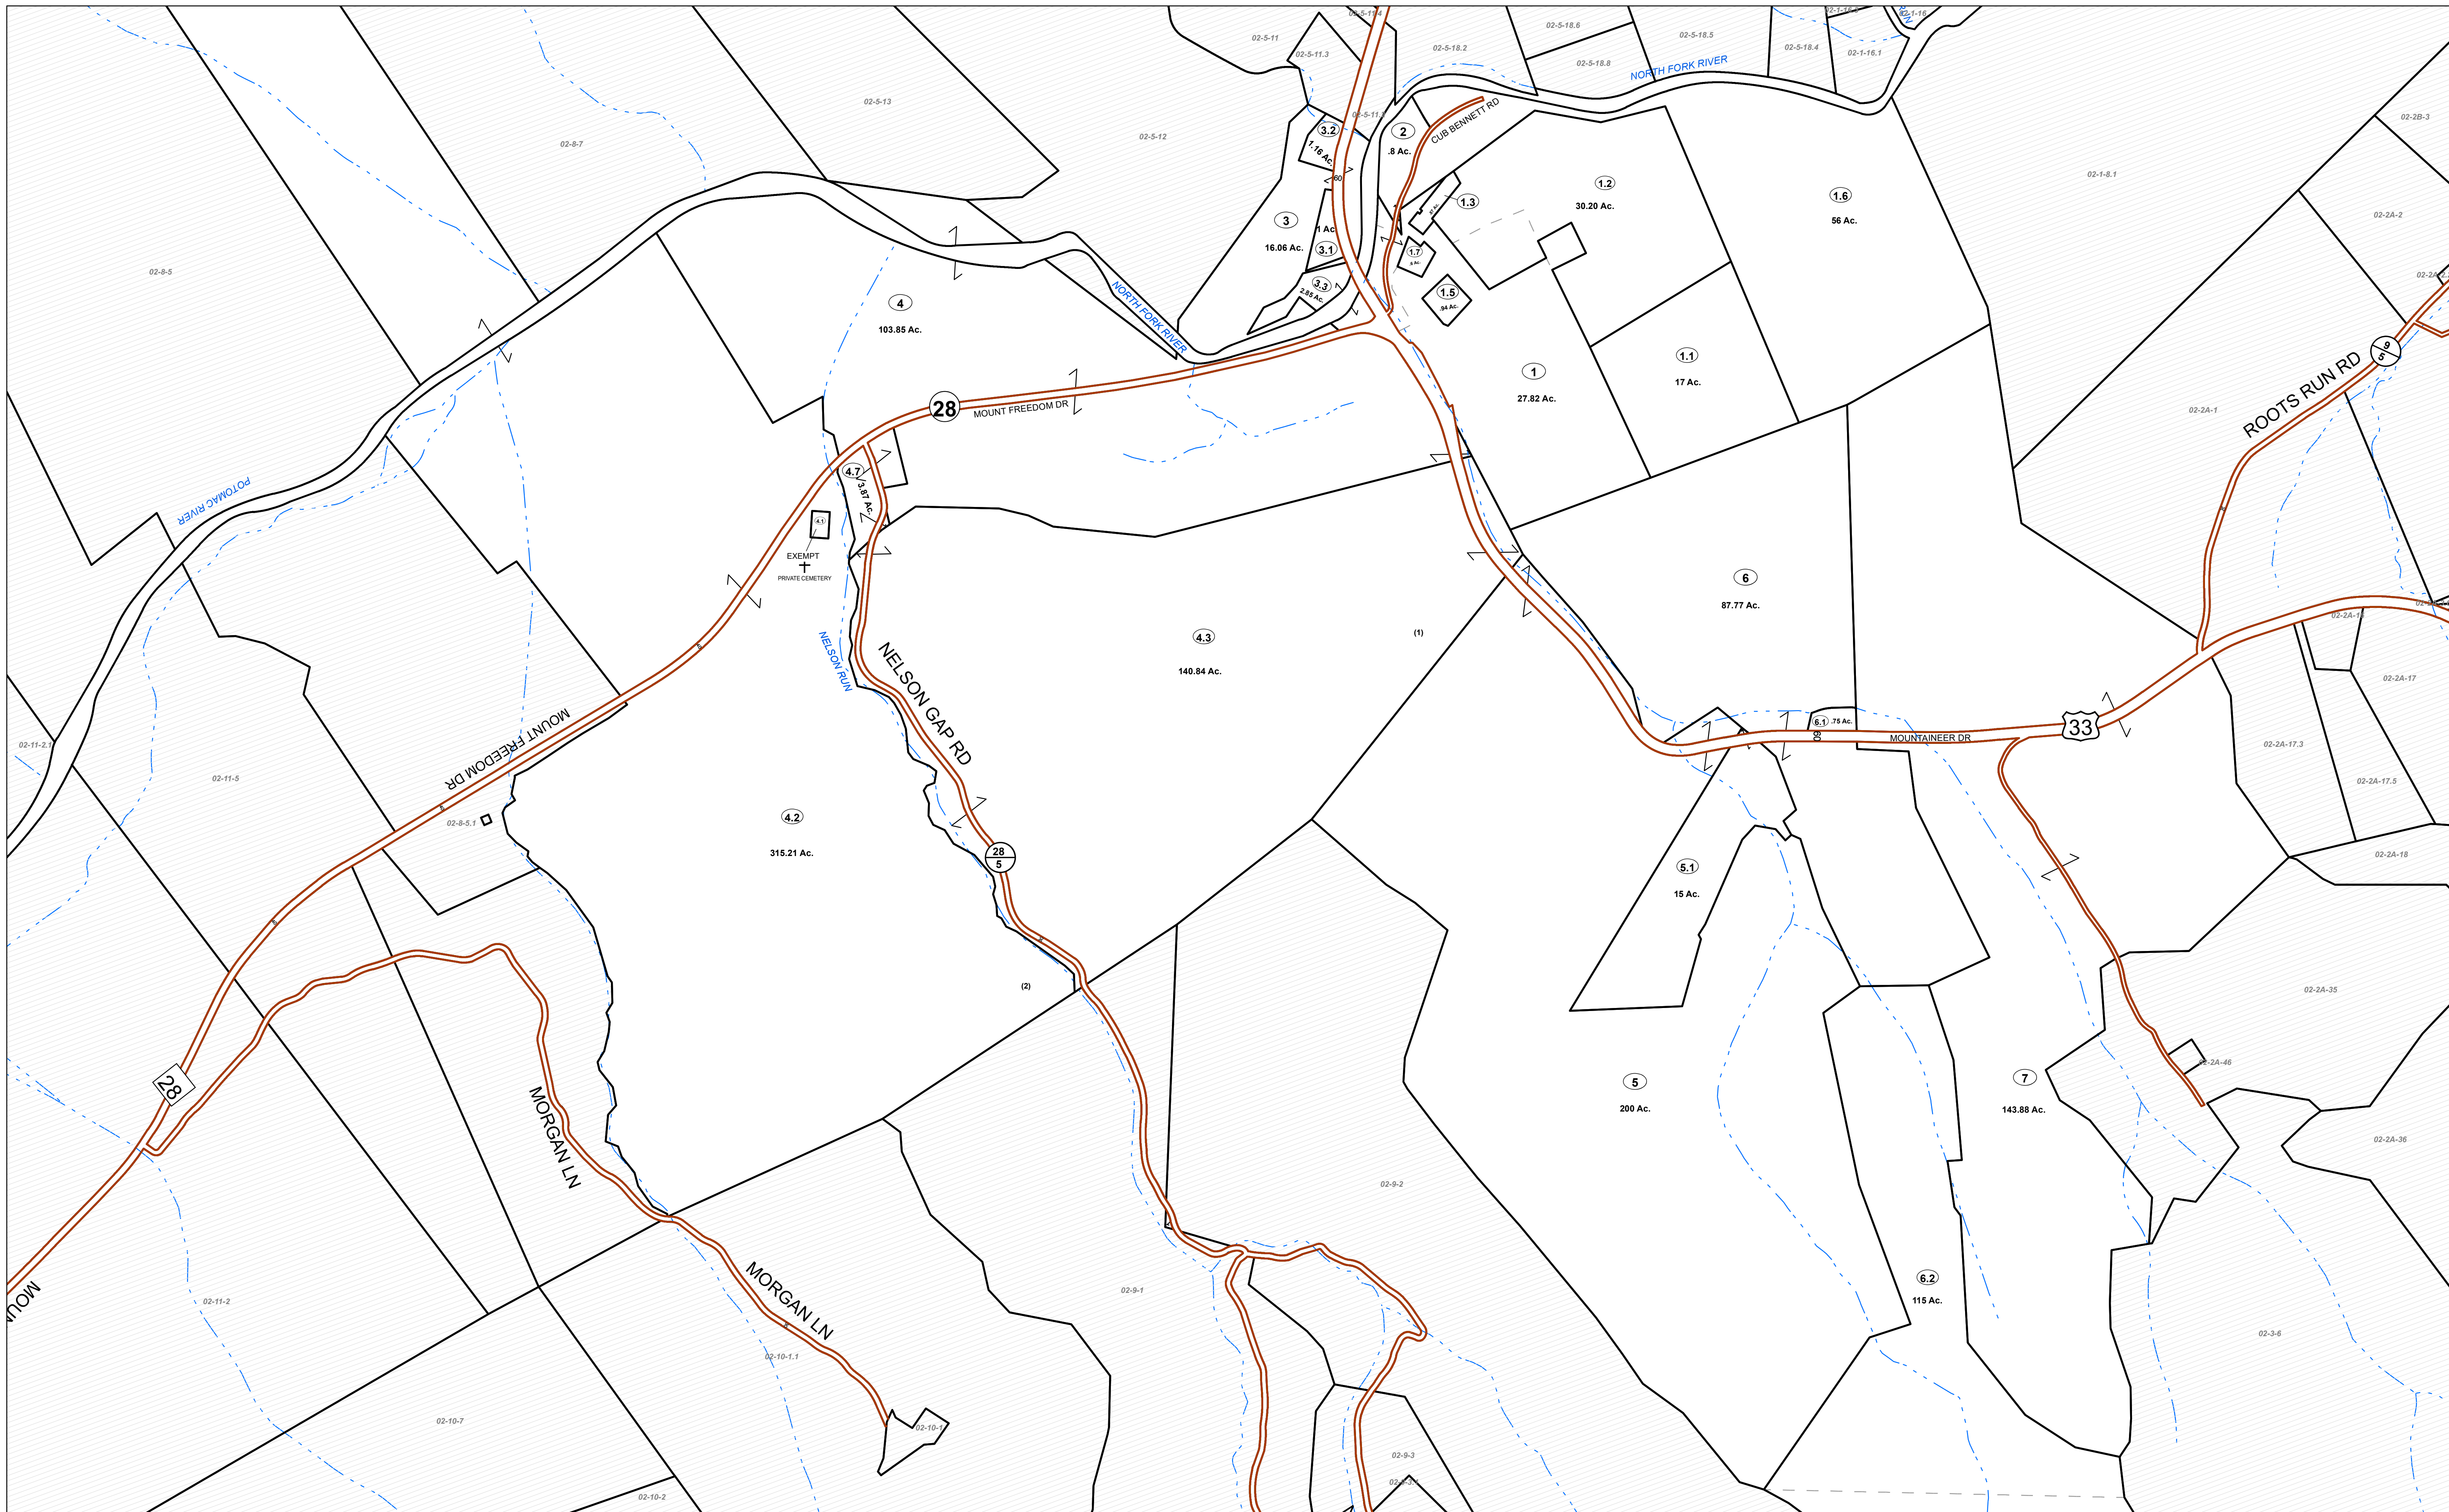 02-5-11.4
02-1-16
02-5-11
02-5-18.6
02-5-18.5
02-5-11.3
02-5-18.2
02-5-18.4
02-1-16.1
02-5-18.8
NORTH FORK RIVER
02-5-13
02-5-12
02-8-7
3.2
1.16 Ac.
60
2
.8 Ac.
CUB BENNETT RD
02-2B-3
02-1-8.1
1.2
30.20 Ac.
1.3
1.6
56 Ac.
3
16.06 Ac.
1 Ac.
3.1
1.7
02-2A-2
02-8-5
3.3
2.85 Ac.
1.5
.94 Ac.
4
103.85 Ac.
NORTH FORK RIVER
1
27.82 Ac.
1.1
17 Ac.
9
5
ROOTS RUN RD
28
MOUNT FREEDOM DR
02-2A-1
4.7
3.87 Ac.
POTOMAC RIVER
4.1
EXEMPT
PRIVATE CEMETERY
6
87.77 Ac.
NELSON RUN
4.3
140.84 Ac.
(1)
NELSON GAP RD
02-2A-17
MOUNT FREEDOM DR
6.1
.75 Ac.
60
MOUNTAINEER DR
33
02-2A-17.3
02-11-2.1
02-11-5
02-2A-17.5
02-8-5.1
4.2
315.21 Ac.
28
5
5.1
15 Ac.
02-2A-18
(2)
02-2A-35
28
02-2A-46
5
200 Ac.
7
143.88 Ac.
MORGAN LN
02-2A-36
02-9-2
6.2
115 Ac.
02-9-1
MOUN
02-11-2
MORGAN LN
02-3-6
02-10-1.1
02-10-7
02-10-1
02-9-3
02-10-2